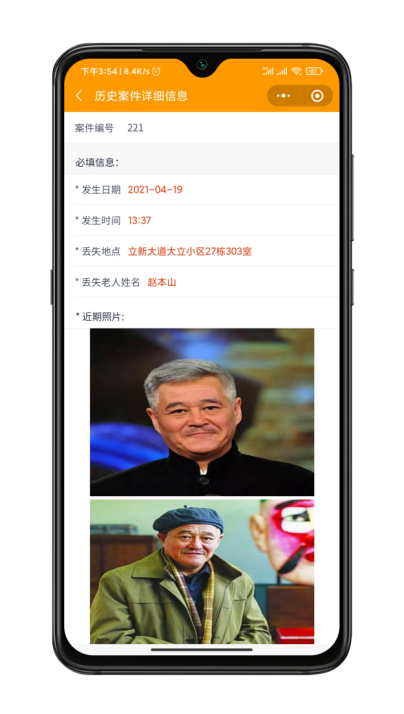 下午3:54 | 8.4K/s
历史案件详细信息
案件编号 221
必填信息：
* 发生日期 2021-04-19
* 发生时间 13:37
* 丢失地点 立新大道大立小区27栋303室
* 丢失老人姓名 赵本山
* 近期照片: